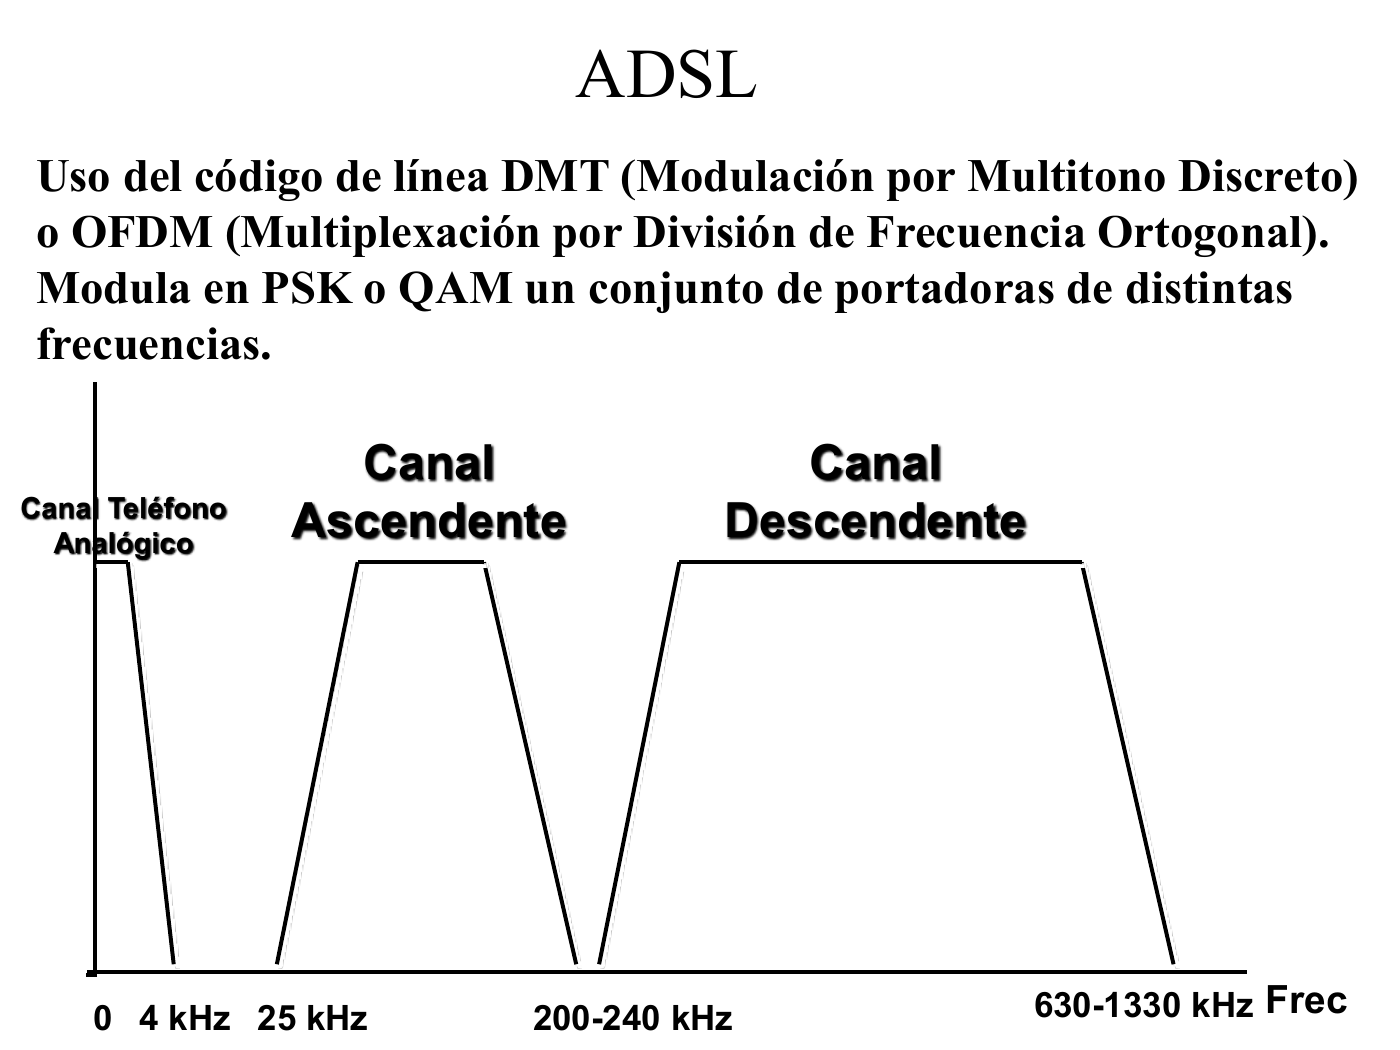 ADSL
Uso del código de línea DMT (Modulación por Multitono Discreto)
o OFDM (Multiplexación por División de Frecuencia Ortogonal).
Modula en PSK o QAM un conjunto de portadoras de distintas
frecuencias.
Canal Teléfono
Analógico
Canal
Ascendente
Canal
Descendente
0 4 kHz 25 kHz 200-240 kHz 630-1330 kHz Frec